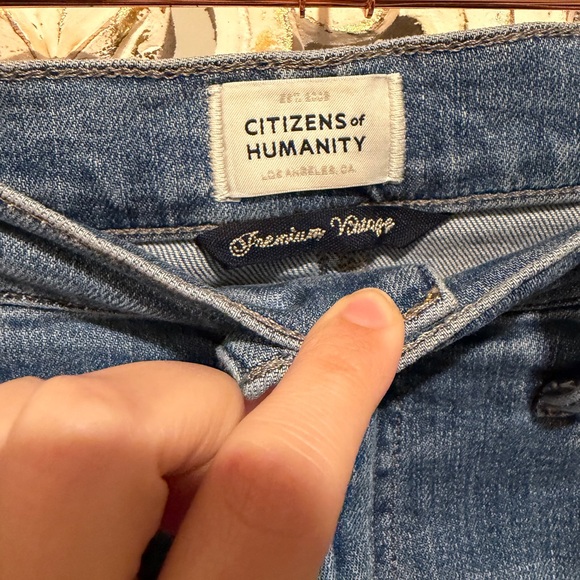 EST. 2003
CITIZENS of
HUMANITY
LOS ANGELES, CA
Premium Vintage